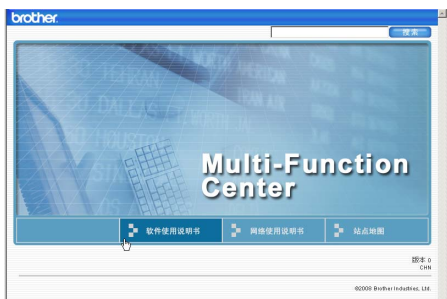 brother.
搜索
Multi-Function
Center
软件使用说明书 网络使用说明书 站点地图
版本 0
CHN
©2008 Brother Industries, Ltd.